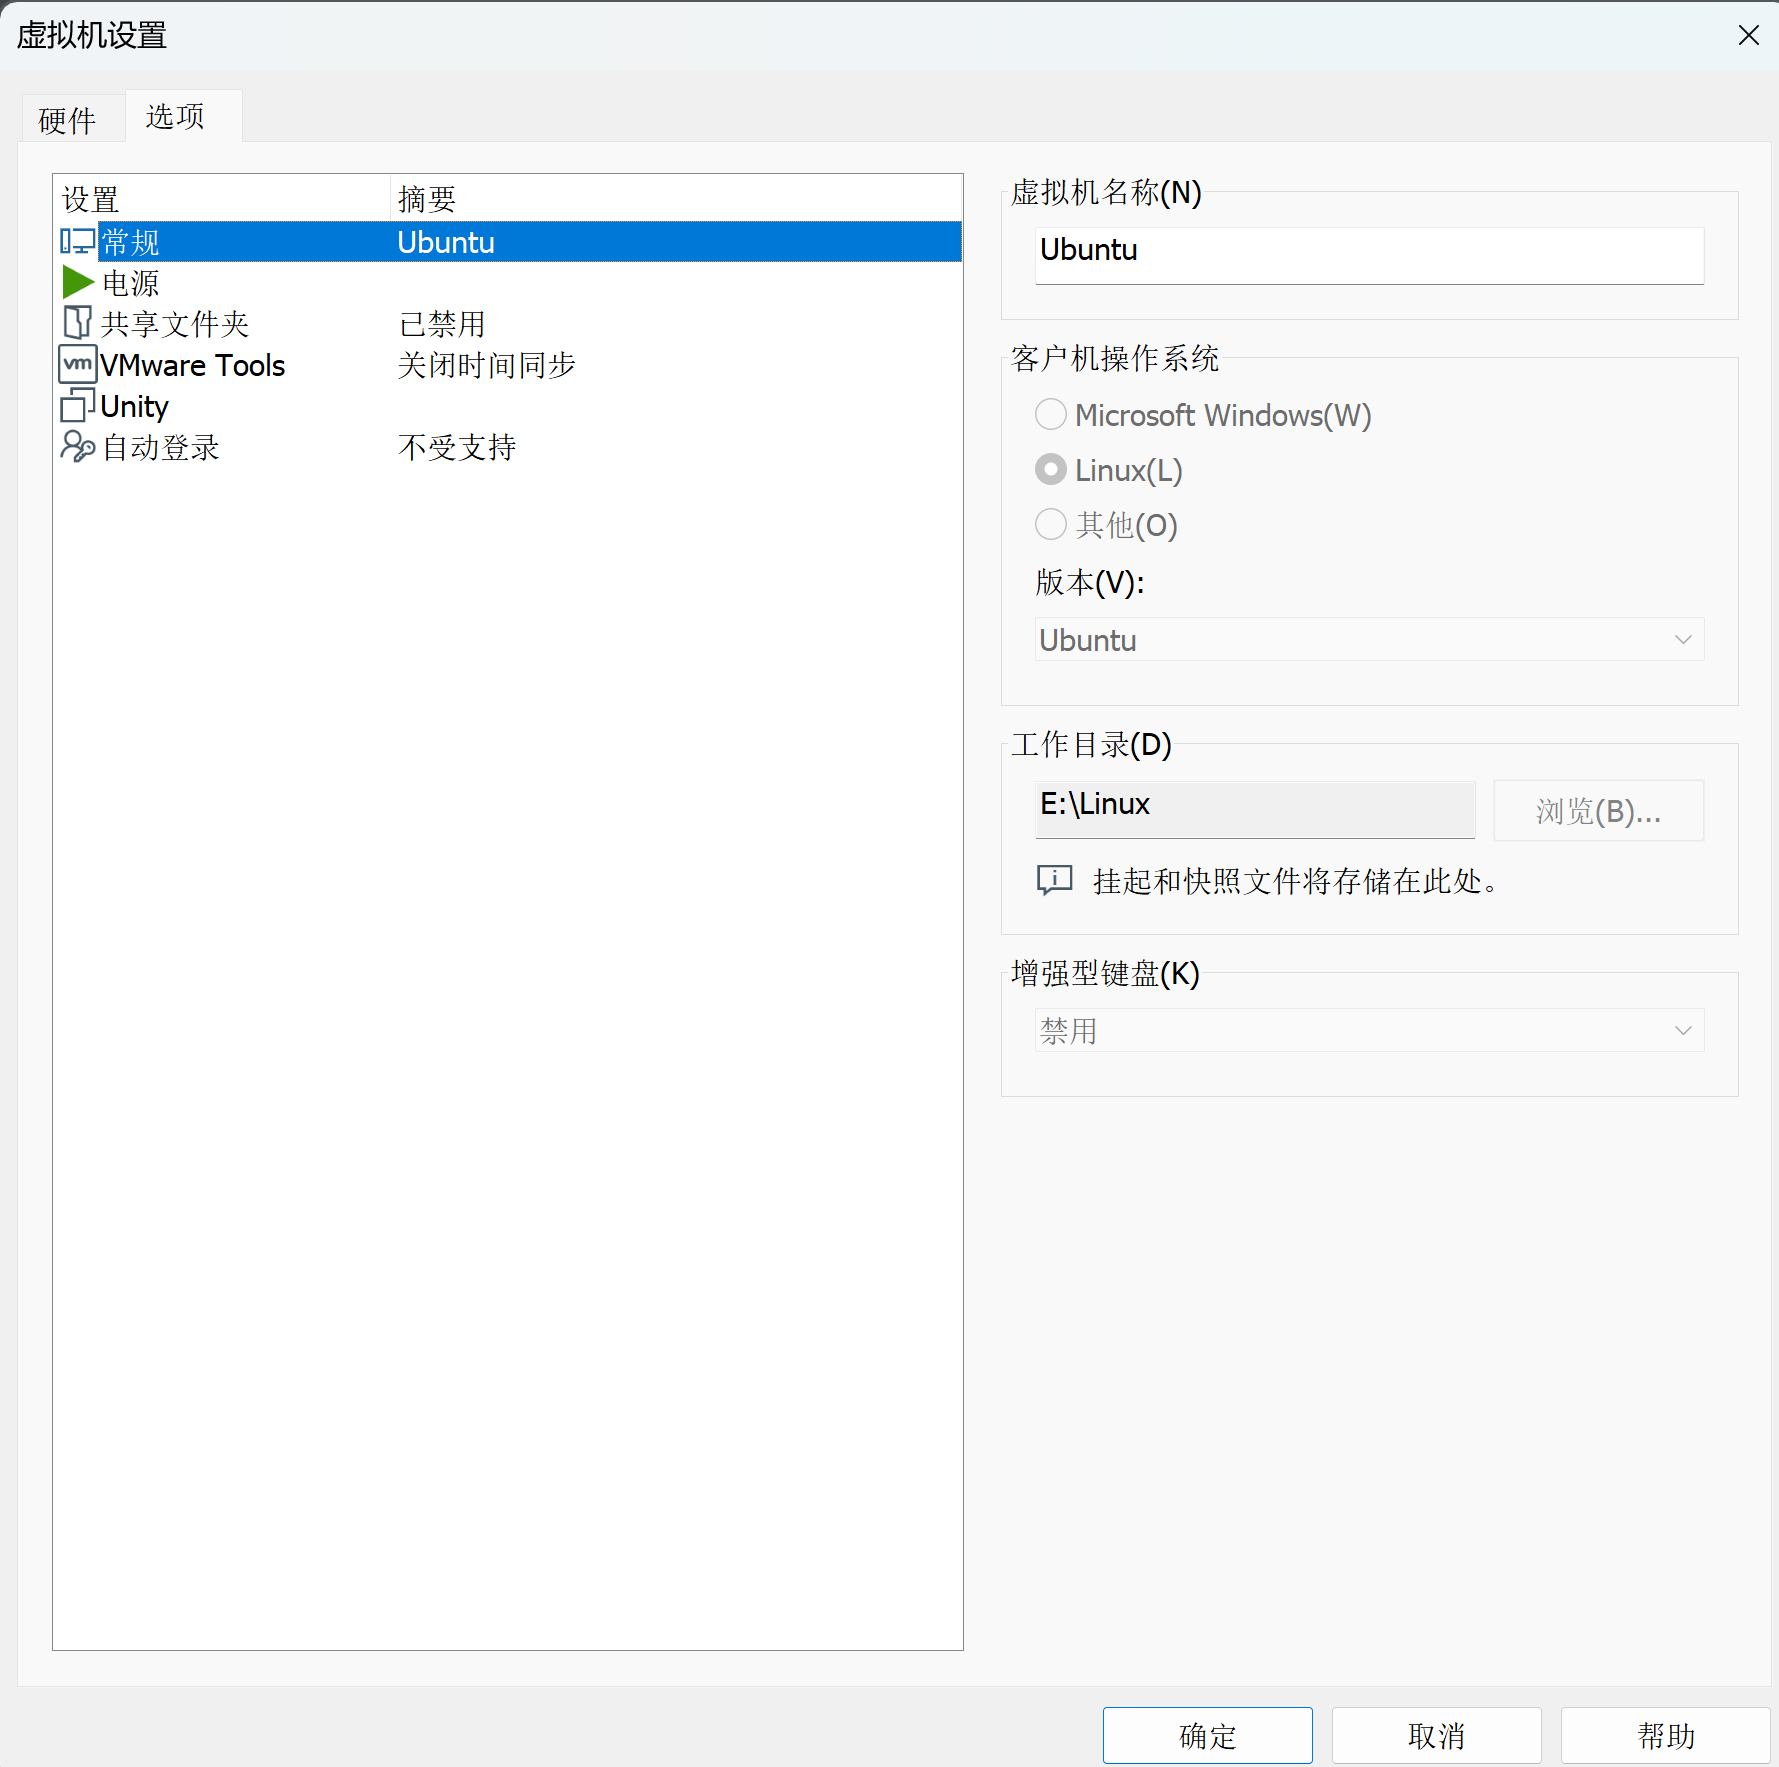 虚拟机设置
硬件
选项
设置 摘要
常规 Ubuntu
电源
共享文件夹 已禁用
vm VMware Tools 关闭时间同步
Unity
自动登录 不受支持
虚拟机名称(N)
Ubuntu
客户机操作系统
Microsoft Windows(W)
Linux(L)
其他(O)
版本(V):
Ubuntu
工作目录(D)
E:\Linux
浏览(B)...
挂起和快照文件将存储在此处。
增强型键盘(K)
禁用
确定
取消
帮助